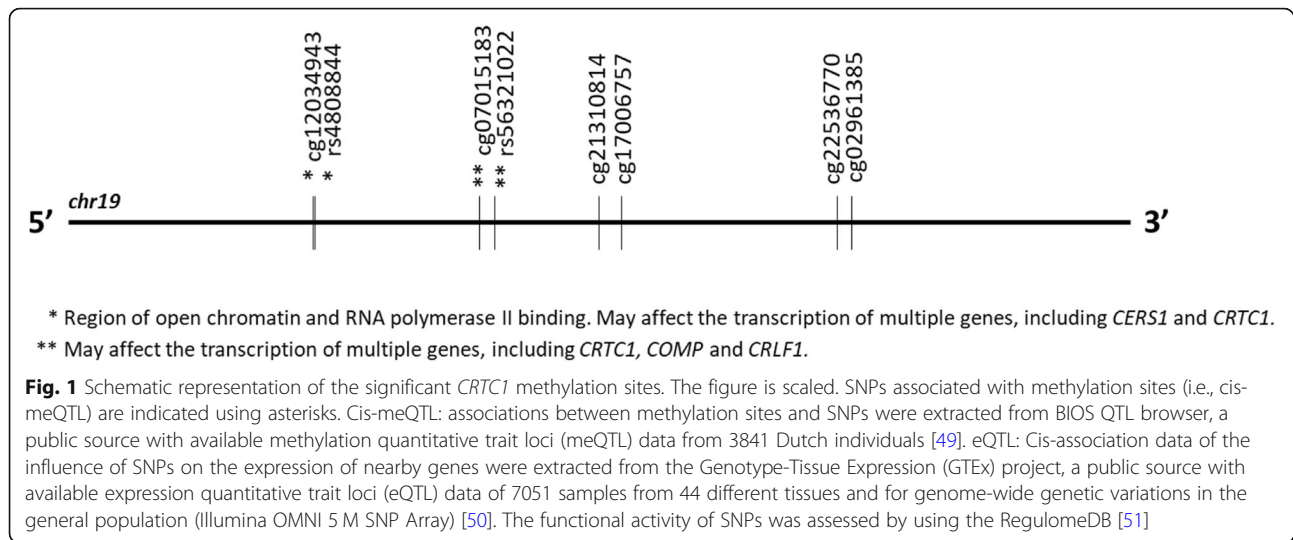 * cg12034943
* rs4808844
** cg07015183
** rs56321022
cg21310814
cg17006757
cg22536770
cg02961385
chr19
5’
3’
* Region of open chromatin and RNA polymerase II binding. May affect the transcription of multiple genes, including CERS1 and CRTC1.
** May affect the transcription of multiple genes, including CRTC1, COMP and CRLF1.
Fig. 1 Schematic representation of the significant CRTC1 methylation sites. The figure is scaled. SNPs associated with methylation sites (i.e., cis-
meQTL) are indicated using asterisks. Cis-meQTL: associations between methylation sites and SNPs were extracted from BIOS QTL browser, a
public source with available methylation quantitative trait loci (meQTL) data from 3841 Dutch individuals [49]. eQTL: Cis-association data of the
influence of SNPs on the expression of nearby genes were extracted from the Genotype-Tissue Expression (GTEx) project, a public source with
available expression quantitative trait loci (eQTL) data of 7051 samples from 44 different tissues and for genome-wide genetic variations in the
general population (Illumina OMNI 5 M SNP Array) [50]. The functional activity of SNPs was assessed by using the RegulomeDB [51]